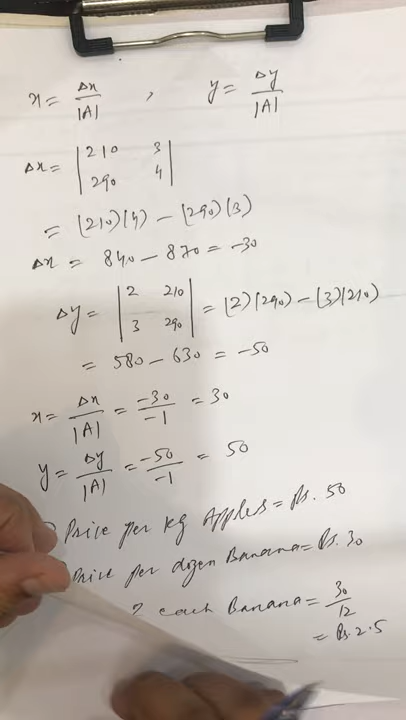 x = Δx/|A| , y = Δy/|A|
Δx = |210 3|
|290 4|
= (210)(4) - (290)(3)
Δx = 840 - 870 = -30
Δy = |2 210| = (2)(290) - (3)(210)
|3 290|
= 580 - 630 = -50
x = Δx/|A| = -30/-1 = 30
y = Δy/|A| = -50/-1 = 50
Price per kg Apples = Rs. 50
Price per dozen Banana = Rs. 30
each Banana = 30/12
= Rs. 2.5